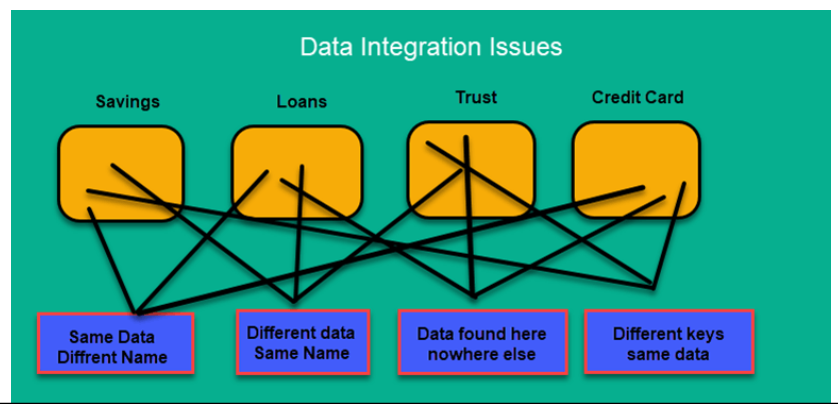 Data Integration Issues
Savings
Loans
Trust
Credit Card
Same Data
Diffrent Name
Different data
Same Name
Data found here
nowhere else
Different keys
same data